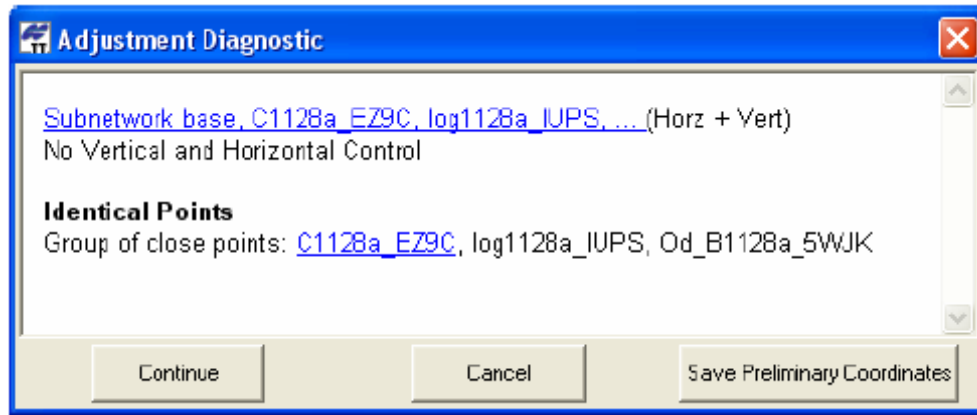 Adjustment Diagnostic
Subnetwork base, C1128a_EZ9C, log1128a_IUPS, ... (Horz + Vert)
No Vertical and Horizontal Control
Identical Points
Group of close points: C1128a_EZ9C, log1128a_IUPS, Od_B1128a_5WJK
Continue Cancel Save Preliminary Coordinates